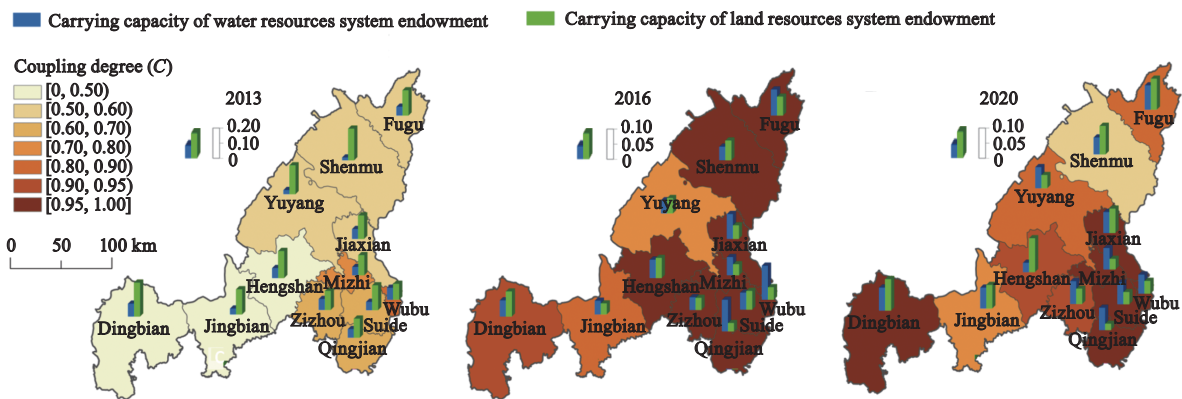 Carrying capacity of water resources system endowment
Carrying capacity of land resources system endowment
Coupling degree (C)
[0, 0.50)
[0.50, 0.60)
[0.60, 0.70)
[0.70, 0.80)
[0.80, 0.90)
[0.90, 0.95)
[0.95, 1.00]
0 50 100 km
2013
0.20
0.10
0
Fugu
Shenmu
Yuyang
Jiaxian
Hengshan
Mizhi
Dingbian
Jingbian
Zizhou
Wubu
Suide
Qingjian
2016
0.10
0.05
0
Fugu
Shenmu
Yuyang
Jiaxian
Hengshan
Mizhi
Dingbian
Jingbian
Zizhou
Wubu
Suide
Qingjian
2020
0.10
0.05
0
Fugu
Shenmu
Yuyang
Jiaxian
Hengshan
Mizhi
Dingbian
Jingbian
Zizhou
Wubu
Suide
Qingjian